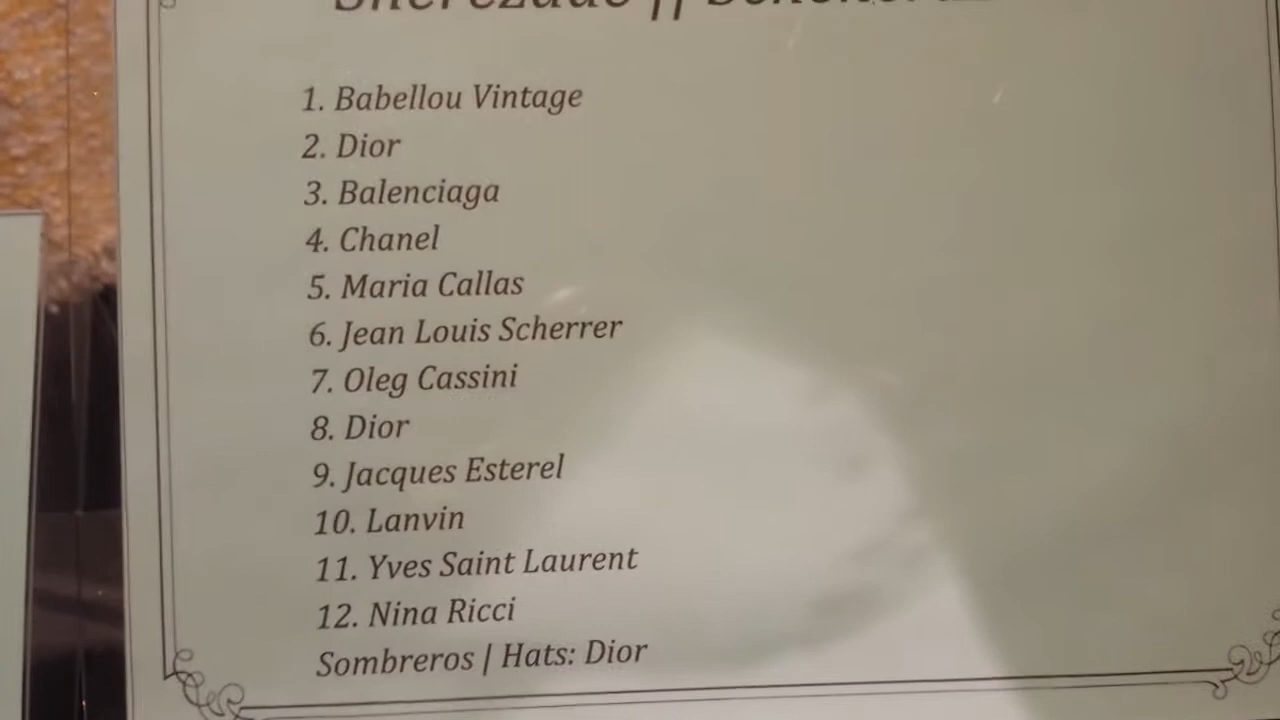 1. Babellou Vintage
2. Dior
3. Balenciaga
4. Chanel
5. Maria Callas
6. Jean Louis Scherrer
7. Oleg Cassini
8. Dior
9. Jacques Esterel
10. Lanvin
11. Yves Saint Laurent
12. Nina Ricci
Sombreros | Hats: Dior